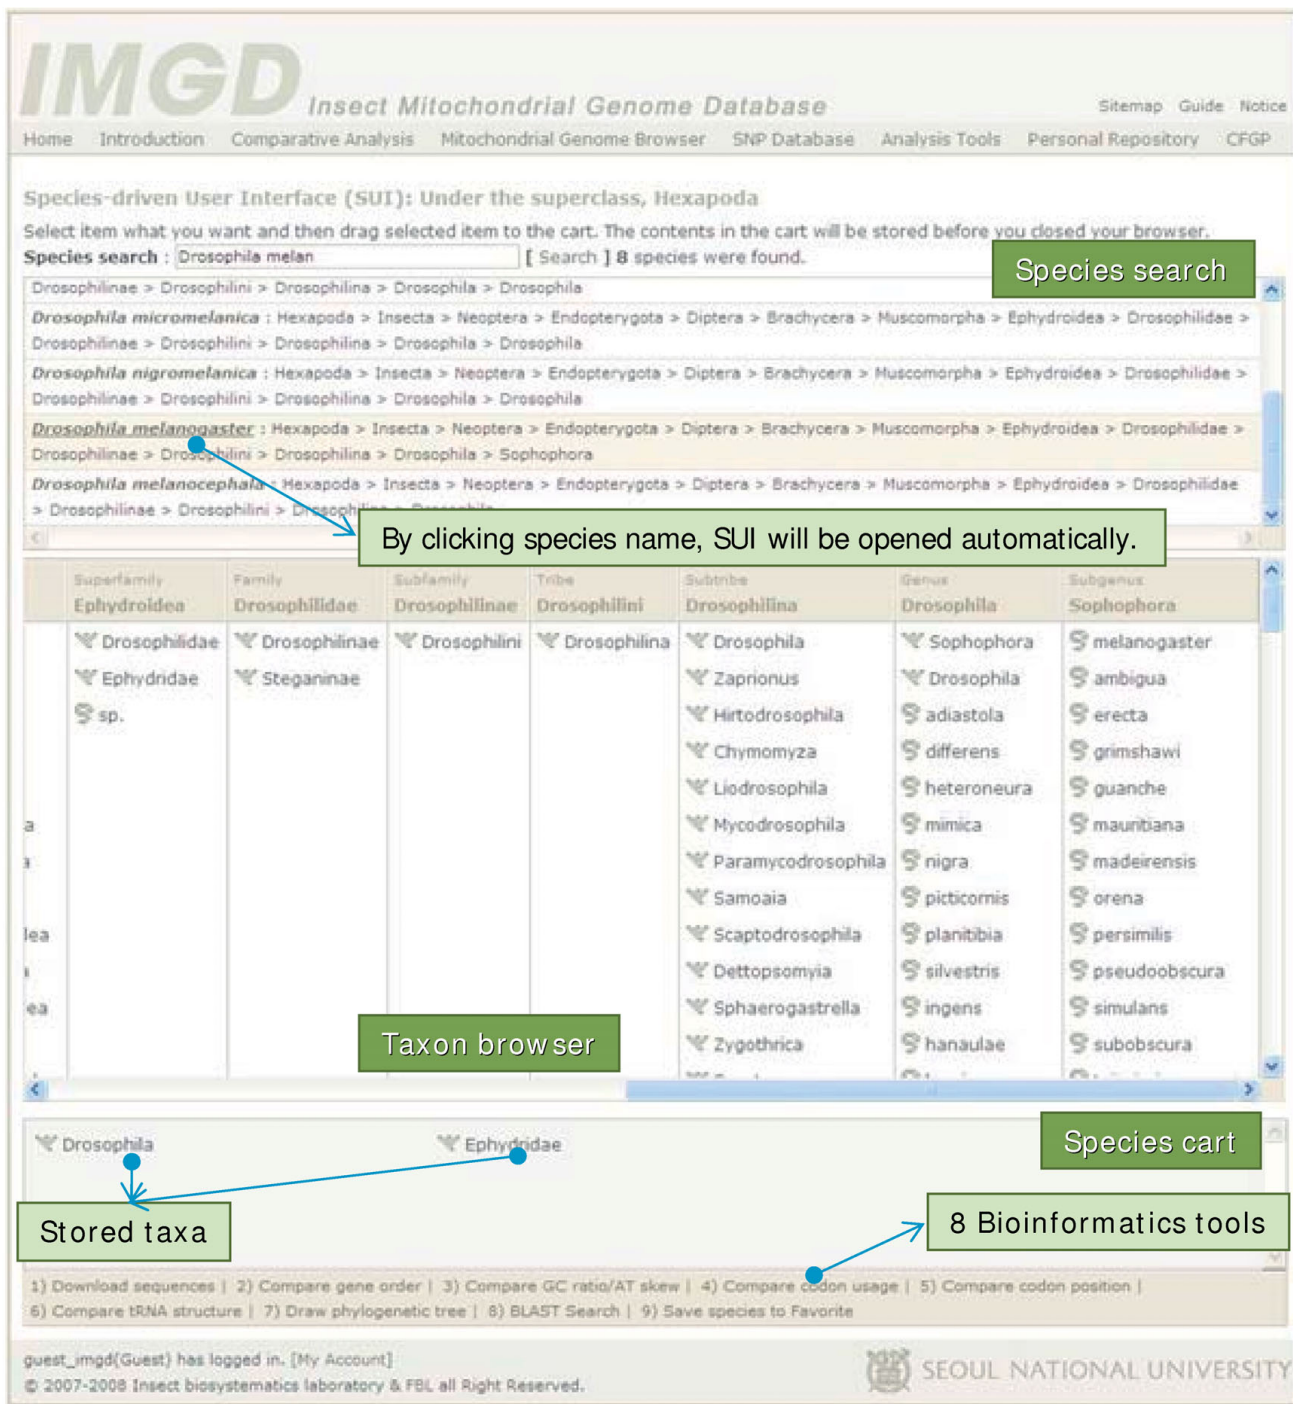 IMGD Insect Mitochondrial Genome Database
Sitemap Guide Notice
Home Introduction Comparative Analysis Mitochondrial Genome Browser SNP Database Analysis Tools Personal Repository CFGP
Species-driven User Interface (SUI): Under the superclass, Hexapoda
Select item what you want and then drag selected item to the cart. The contents in the cart will be stored before you closed your browser.
Species search : Drosophila melan [ Search ] 8 species were found.
Species search
Drosophilinae > Drosophilini > Drosophilina > Drosophila > Drosophila
Drosophila micromelanica : Hexapoda > Insecta > Neoptera > Endopterygota > Diptera > Brachycera > Muscomorpha > Ephydroidea > Drosophilidae >
Drosophilinae > Drosophilini > Drosophilina > Drosophila > Drosophila
Drosophila nigromelanica : Hexapoda > Insecta > Neoptera > Endopterygota > Diptera > Brachycera > Muscomorpha > Ephydroidea > Drosophilidae >
Drosophilinae > Drosophilini > Drosophilina > Drosophila > Drosophila
Drosophila melanogaster : Hexapoda > Insecta > Neoptera > Endopterygota > Diptera > Brachycera > Muscomorpha > Ephydroidea > Drosophilidae >
Drosophilinae > Drosophilini > Drosophilina > Drosophila > Sophophora
Drosophila melanocephala : Hexapoda > Insecta > Neoptera > Endopterygota > Diptera > Brachycera > Muscomorpha > Ephydroidea > Drosophilidae
> Drosophilinae > Drosophilini > Drosophilina > Drosophila
By clicking species name, SUI will be opened automatically.
Superfamily Family Subfamily Tribe Subtribe Genus Subgenus
Ephydroidea Drosophilidae Drosophilinae Drosophilini Drosophilina Drosophila Sophophora
Drosophilidae Drosophilinae Drosophilini Drosophilina Drosophila Sophophora melanogaster
Ephydridae Steganinae Zaprionus Drosophila ambigua
sp. Hirtodrosophila adiastola erecta
Chymomyza differens grimshawi
Liodrosophila heteroneura guanche
a Mycodrosophila mimica mauritiana
Paramycodrosophila nigra madeirensis
Samoaia picticornis orena
lea Scaptodrosophila planitibia persimilis
Dettopsomyia silvestris pseudoobscura
ea Sphaerogastrella ingens simulans
Taxon browser
Zygothrica hanaulae subobscura
Drosophila Ephydridae
Species cart
Stored taxa
8 Bioinformatics tools
1) Download sequences | 2) Compare gene order | 3) Compare GC ratio/AT skew | 4) Compare codon usage | 5) Compare codon position |
6) Compare tRNA structure | 7) Draw phylogenetic tree | 8) BLAST Search | 9) Save species to Favorite
guest_imgd(Guest) has logged in. [My Account]
© 2007-2008 Insect biosystematics laboratory & FBL all Right Reserved.
SEOUL NATIONAL UNIVERSITY